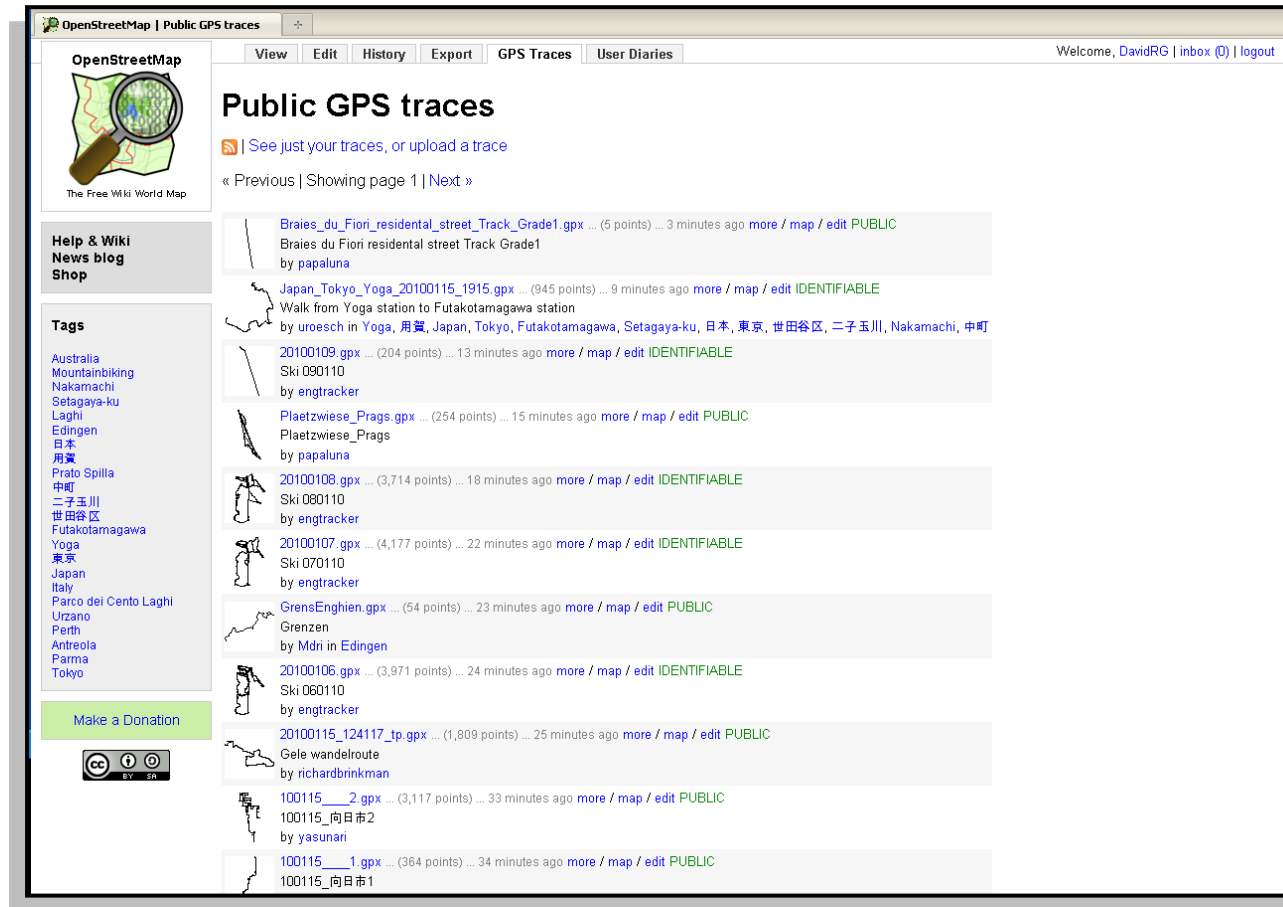 OpenStreetMap | Public GPS traces
OpenStreetMap
The Free Wiki World Map
View Edit History Export GPS Traces User Diaries
Welcome, DavidRG | inbox (0) | logout
Help & Wiki
News blog
Shop
Tags
Australia
Mountainbiking
Nakamachi
Setagaya-ku
Laghi
Edingen
日本
用賀
Prato Spilla
中町
二子玉川
世田谷区
Futakotamagawa
Yoga
東京
Japan
Italy
Parco dei Cento Laghi
Urzano
Perth
Antreola
Parma
Tokyo
Make a Donation
cc BY SA
Public GPS traces
| See just your traces, or upload a trace
« Previous | Showing page 1 | Next »
Braies_du_Fiori_residental_street_Track_Grade1.gpx ... (5 points) ... 3 minutes ago more / map / edit PUBLIC
Braies du Fiori residental street Track Grade1
by papaluna
Japan_Tokyo_Yoga_20100115_1915.gpx ... (945 points) ... 9 minutes ago more / map / edit IDENTIFIABLE
Walk from Yoga station to Futakotamagawa station
by uroesch in Yoga, 用賀, Japan, Tokyo, Futakotamagawa, Setagaya-ku, 日本, 東京, 世田谷区, 二子玉川, Nakamachi, 中町
20100109.gpx ... (204 points) ... 13 minutes ago more / map / edit IDENTIFIABLE
Ski 090110
by engtracker
Plaetzwiese_Prags.gpx ... (254 points) ... 15 minutes ago more / map / edit PUBLIC
Plaetzwiese_Prags
by papaluna
20100108.gpx ... (3,714 points) ... 18 minutes ago more / map / edit IDENTIFIABLE
Ski 080110
by engtracker
20100107.gpx ... (4,177 points) ... 22 minutes ago more / map / edit IDENTIFIABLE
Ski 070110
by engtracker
GrensEnghien.gpx ... (54 points) ... 23 minutes ago more / map / edit PUBLIC
Grenzen
by Mdri in Edingen
20100106.gpx ... (3,971 points) ... 24 minutes ago more / map / edit IDENTIFIABLE
Ski 060110
by engtracker
20100115_124117_tp.gpx ... (1,809 points) ... 25 minutes ago more / map / edit PUBLIC
Gele wandelroute
by richardbrinkman
100115____2.gpx ... (3,117 points) ... 33 minutes ago more / map / edit PUBLIC
100115_向日市2
by yasunari
100115____1.gpx ... (364 points) ... 34 minutes ago more / map / edit PUBLIC
100115_向日市1